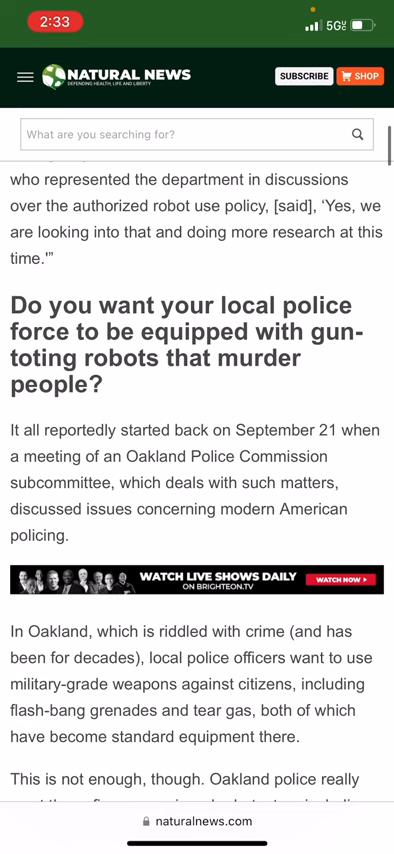 2:33
5G UC
NATURAL NEWS
DEFENDING HEALTH, LIFE AND LIBERTY
SUBSCRIBE
SHOP
What are you searching for?
who represented the department in discussions
over the authorized robot use policy, [said], ‘Yes, we
are looking into that and doing more research at this
time.'”
Do you want your local police
force to be equipped with gun-
toting robots that murder
people?
It all reportedly started back on September 21 when
a meeting of an Oakland Police Commission
subcommittee, which deals with such matters,
discussed issues concerning modern American
policing.
WATCH LIVE SHOWS DAILY
ON BRIGHTEON.TV
WATCH NOW
In Oakland, which is riddled with crime (and has
been for decades), local police officers want to use
military-grade weapons against citizens, including
flash-bang grenades and tear gas, both of which
have become standard equipment there.
This is not enough, though. Oakland police really
naturalnews.com